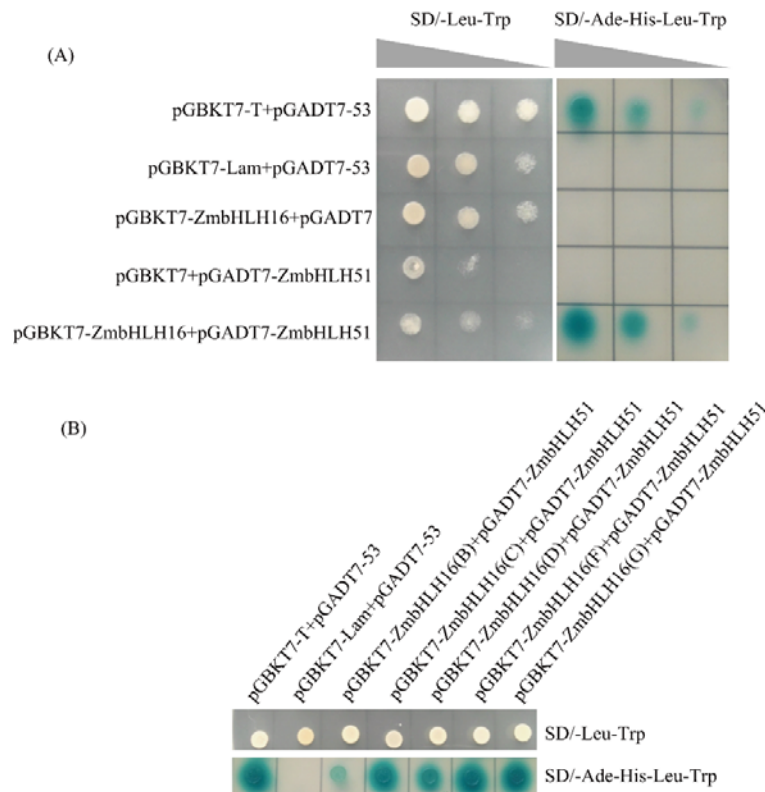 SD/-Leu-Trp
SD/-Ade-His-Leu-Trp
(A)
pGBKT7-T+pGADT7-53
pGBKT7-Lam+pGADT7-53
pGBKT7-ZmbHLH16+pGADT7
pGBKT7+pGADT7-ZmbHLH51
pGBKT7-ZmbHLH16+pGADT7-ZmbHLH51
(B)
pGBKT7-T+pGADT7-53
pGBKT7-Lam+pGADT7-53
pGBKT7-ZmbHLH16(B)+pGADT7-ZmbHLH51
pGBKT7-ZmbHLH16(C)+pGADT7-ZmbHLH51
pGBKT7-ZmbHLH16(D)+pGADT7-ZmbHLH51
pGBKT7-ZmbHLH16(F)+pGADT7-ZmbHLH51
pGBKT7-ZmbHLH16(G)+pGADT7-ZmbHLH51
SD/-Leu-Trp
SD/-Ade-His-Leu-Trp